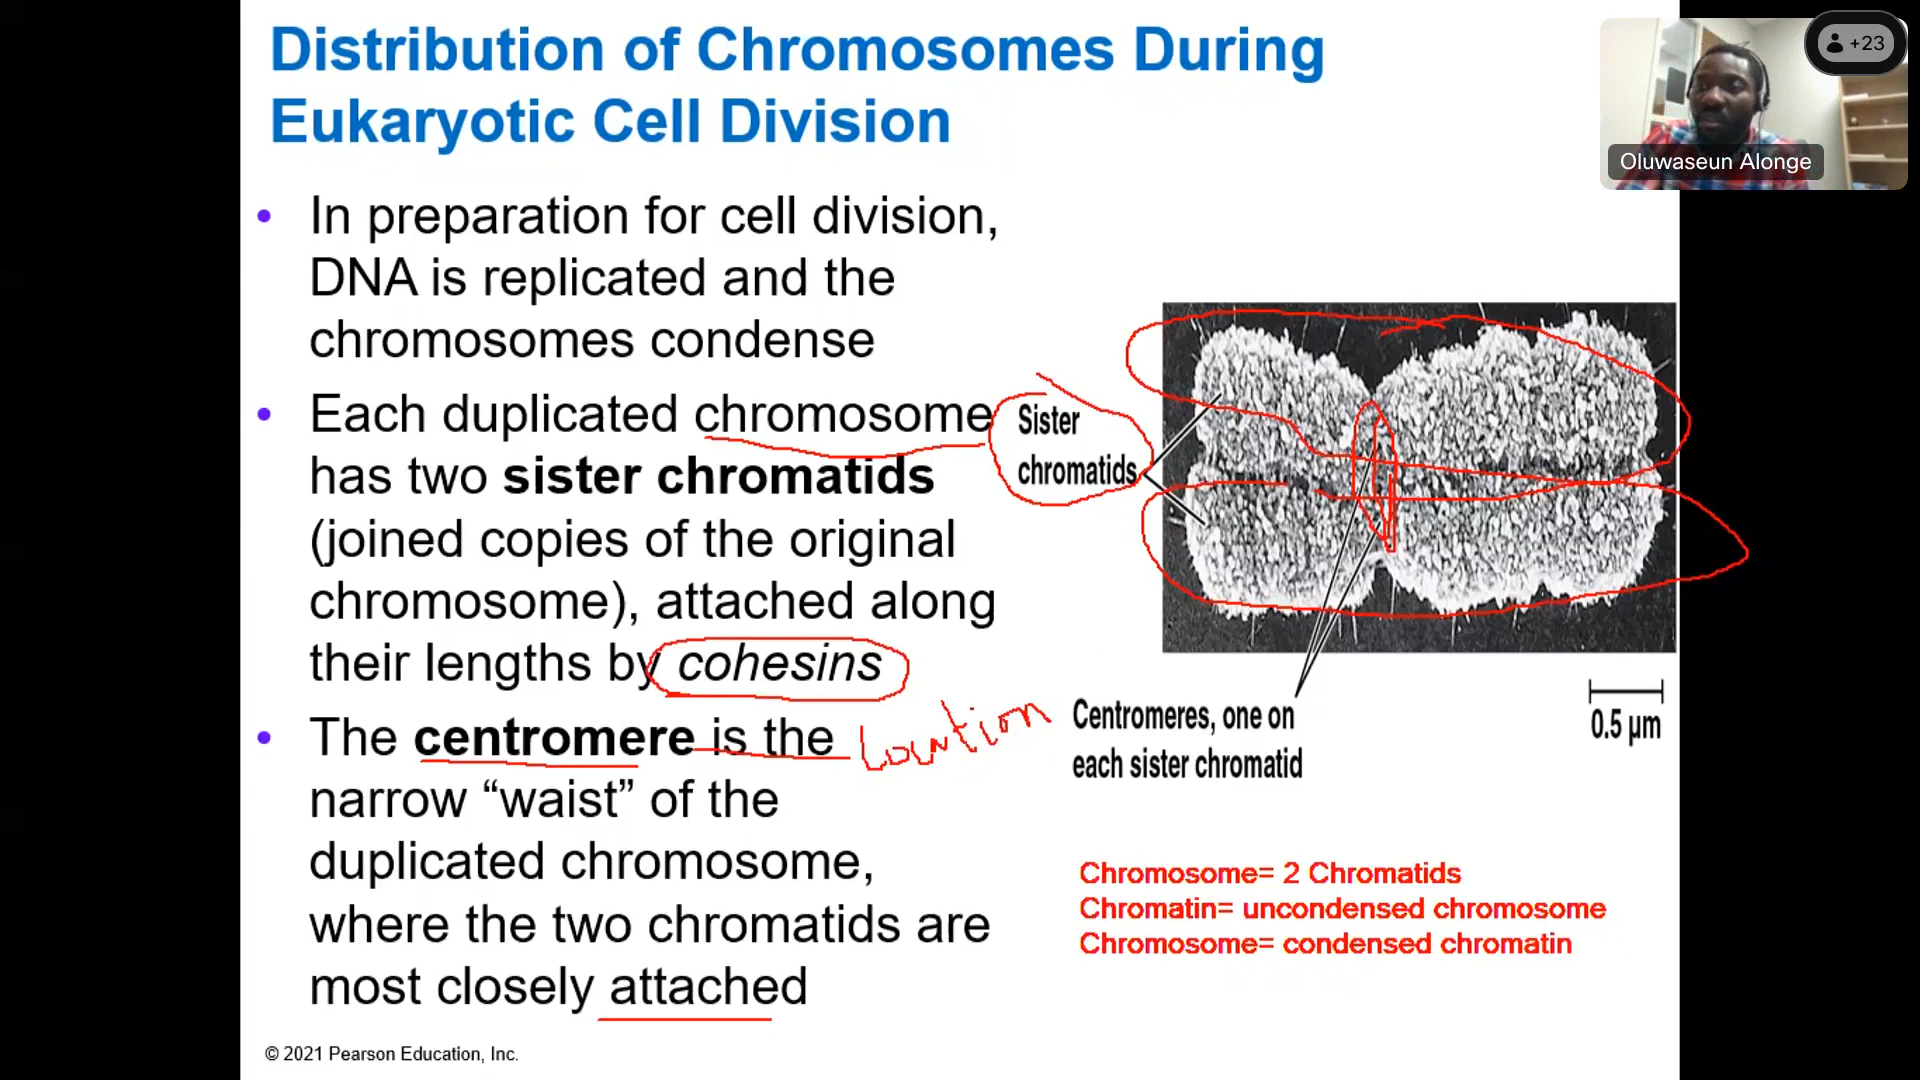 Distribution of Chromosomes During
Eukaryotic Cell Division
+23
Oluwaseun Alonge
• In preparation for cell division,
DNA is replicated and the
chromosomes condense
• Each duplicated chromosome
has two sister chromatids
(joined copies of the original
chromosome), attached along
their lengths by cohesins
• The centromere is the
location
narrow “waist” of the
duplicated chromosome,
where the two chromatids are
most closely attached
Sister
chromatids
Centromeres, one on
each sister chromatid
0.5 µm
Chromosome= 2 Chromatids
Chromatin= uncondensed chromosome
Chromosome= condensed chromatin
© 2021 Pearson Education, Inc.